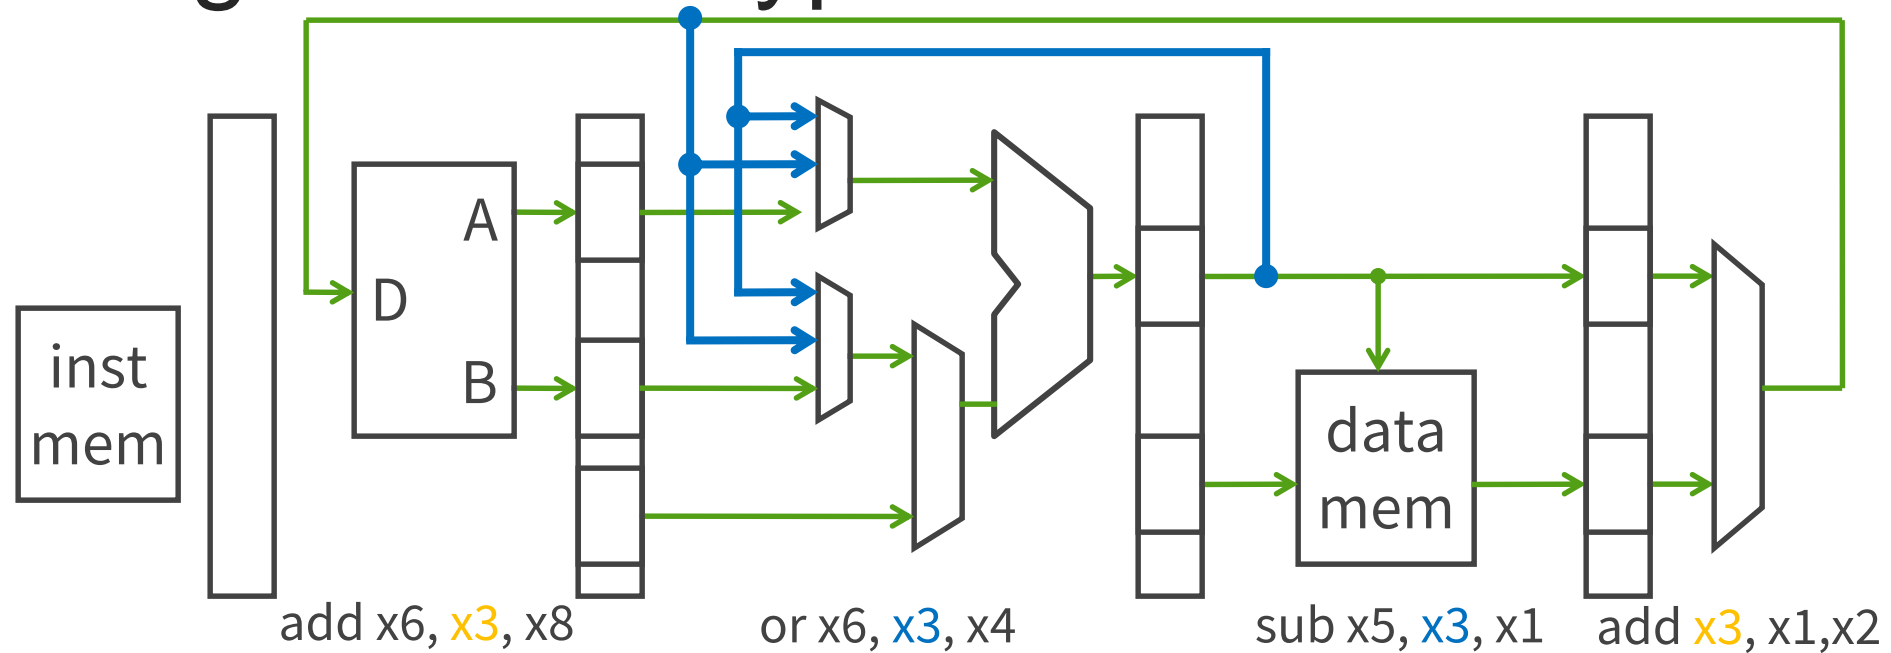 A
D
B
inst
mem
data
mem
add x6, x3, x8
or x6, x3, x4
sub x5, x3, x1
add x3, x1,x2